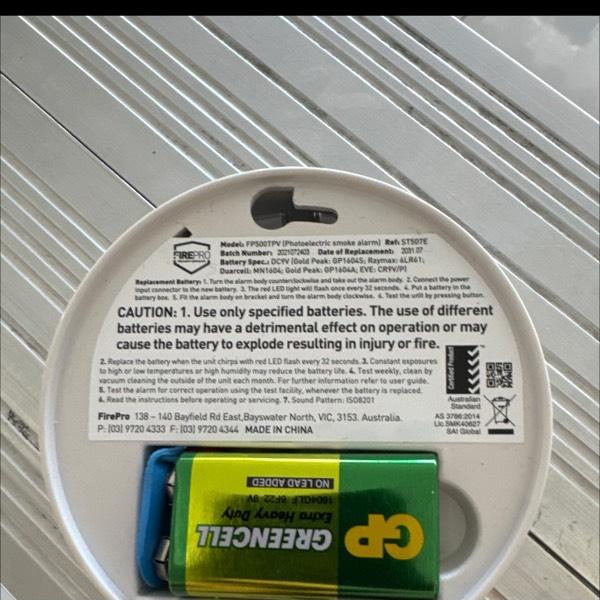 FIREPRO
Model: FP500TPV (Photoelectric smoke alarm) Ref: ST507E
Batch Number: 2021072403 Date of Replacement: 2031.07
Battery Spec.: DC9V (Gold Peak: GP1604S; Raymax: 6LR61;
Duarcell: MN1604; Gold Peak: GP1604A; EVE: CR9V/P)
Replacement Battery: 1. Turn the alarm body counterclockwise and take out the alarm body. 2. Connect the power
input connector to the new battery. 3. The red LED light will flash once every 32 seconds. 4. Put a battery in the
battery box. 5. Fit the alarm body on bracket and turn the alarm body clockwise. 6. Test the unit by pressing button.
CAUTION: 1. Use only specified batteries. The use of different
batteries may have a detrimental effect on operation or may
cause the battery to explode resulting in injury or fire.
2. Replace the battery when the unit chirps with red LED flash every 32 seconds. 3. Constant exposures
to high or low temperatures or high humidity may reduce the battery life. 4. Test weekly, clean by
vacuum cleaning the outside of the unit each month. For further information refer to user guide.
5. Test the alarm for correct operation using the test facility, whenever the battery is replaced.
6. Read the instructions before operating or servicing. 7. Sound Pattern: ISO8201
FirePro 138 – 140 Bayfield Rd East,Bayswater North, VIC, 3153. Australia.
P: (03) 9720 4333 F: (03) 9720 4344 MADE IN CHINA
Certified Product
Australian
Standard
AS 3786:2014
Lic.SMK40627
SAI Global
NO LEAD ADDED
1604GLF 6F22 9V
Extra Heavy Duty
GP GREENCELL